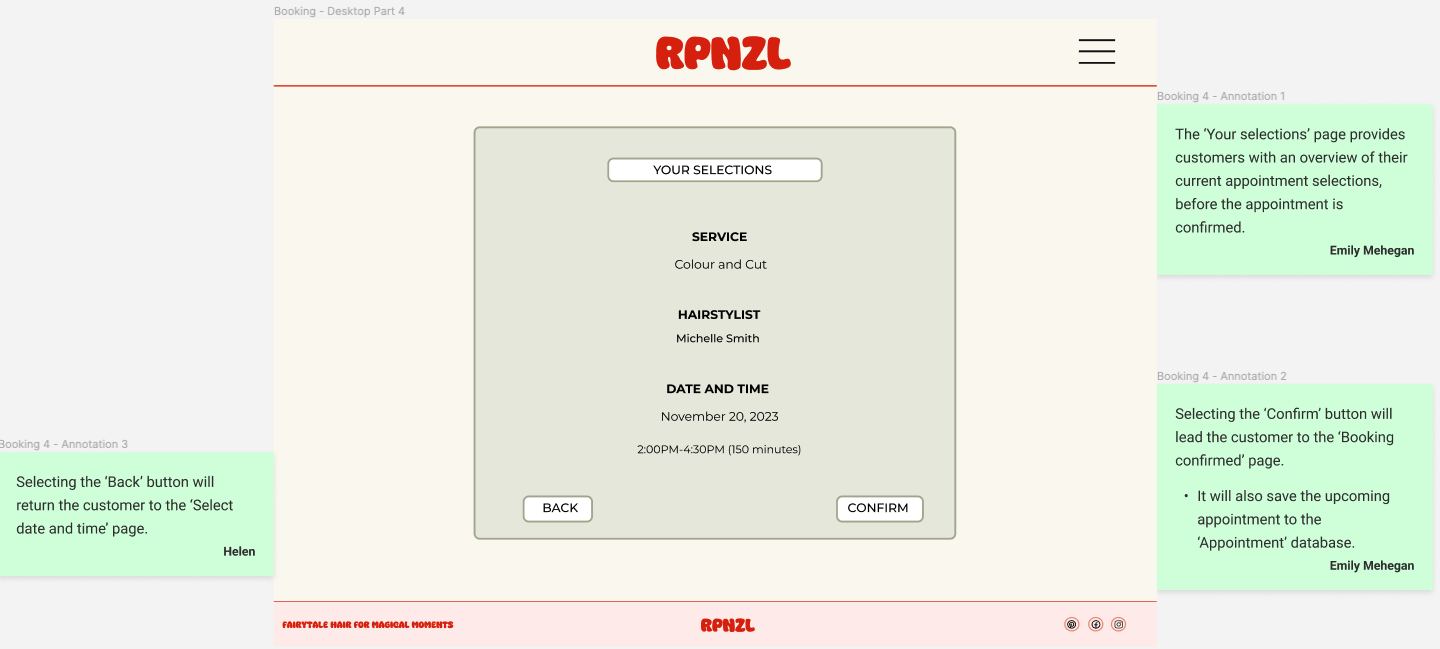 Booking - Desktop Part 4
RPNZL
YOUR SELECTIONS
SERVICE
Colour and Cut
HAIRSTYLIST
Michelle Smith
DATE AND TIME
November 20, 2023
2:00PM-4:30PM (150 minutes)
BACK
CONFIRM
FAIRYTALE HAIR FOR MAGICAL MOMENTS
RPNZL
Booking 4 - Annotation 1
The ‘Your selections’ page provides
customers with an overview of their
current appointment selections,
before the appointment is
confirmed.
Emily Mehegan
Booking 4 - Annotation 2
Selecting the ‘Confirm’ button will
lead the customer to the ‘Booking
confirmed’ page.
• It will also save the upcoming
appointment to the
‘Appointment’ database.
Emily Mehegan
Booking 4 - Annotation 3
Selecting the ‘Back’ button will
return the customer to the ‘Select
date and time’ page.
Helen